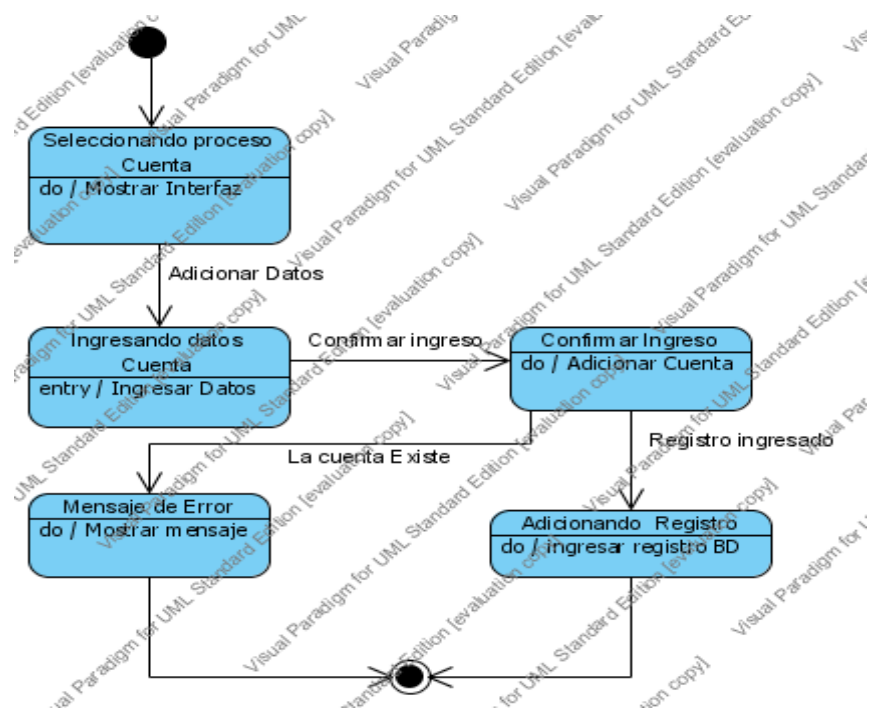 Seleccionando proceso
Cuenta
do / Mostrar Interfaz
Adicionar Datos
Ingresando datos
Cuenta
entry / Ingresar Datos
Confirmar ingreso
Confirmar Ingreso
do / Adicionar Cuenta
La cuenta Existe
Registro ingresado
Mensaje de Error
do / Mostrar mensaje
Adicionando Registro
do / ingresar registro BD
Visual Paradigm for UML Standard Edition [evaluation copy]